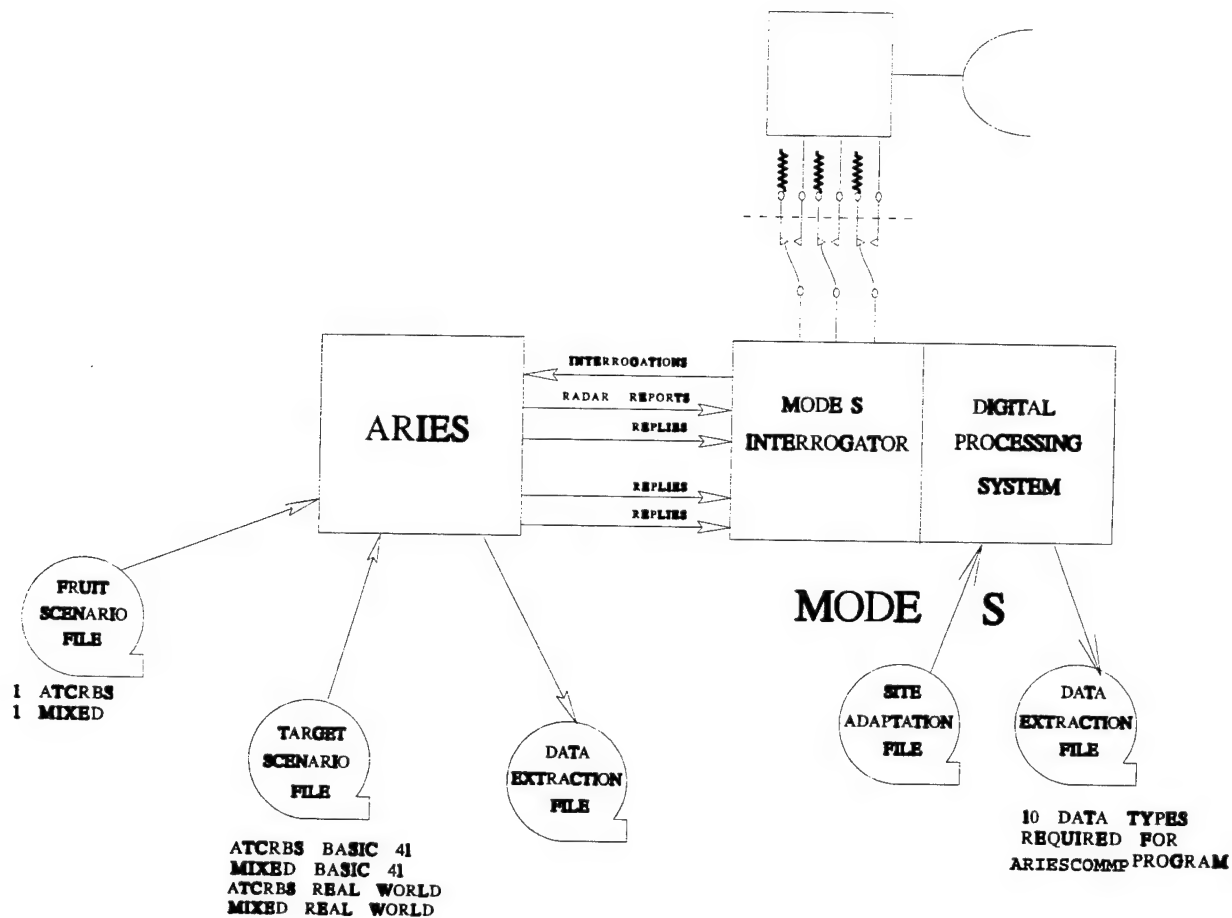 INTERROGATIONS
RADAR REPORTS
REPLIES
REPLIES
REPLIES
ARIES
MODE S
INTERROGATOR
DIGITAL
PROCESSING
SYSTEM
MODE S
FRUIT
SCENARIO
FILE
1 ATCRBS
1 MIXED
TARGET
SCENARIO
FILE
ATCRBS BASIC 41
MIXED BASIC 41
ATCRBS REAL WORLD
MIXED REAL WORLD
DATA
EXTRACTION
FILE
SITE
ADAPTATION
FILE
DATA
EXTRACTION
FILE
10 DATA TYPES
REQUIRED FOR
ARIESCOMMP PROGRAM